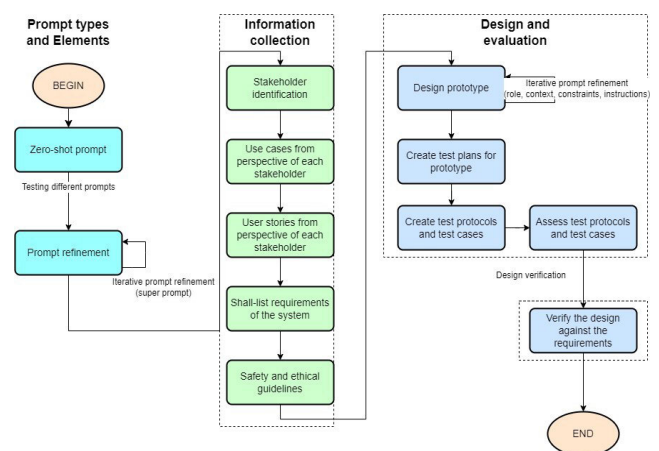 Prompt types
and Elements
BEGIN
Zero-shot prompt
Testing different prompts
Prompt refinement
Iterative prompt refinement
(super prompt)
Information
collection
Stakeholder
identification
Use cases from
perspective of each
stakeholder
User stories from
perspective of each
stakeholder
Shall-list requirements
of the system
Safety and ethical
guidelines
Design and
evaluation
Design prototype
Iterative prompt refinement
(role, context, constraints, instructions)
Create test plans for
prototype
Create test protocols
and test cases
Assess test protocols
and test cases
Design verification
Verify the design
against the
requirements
END